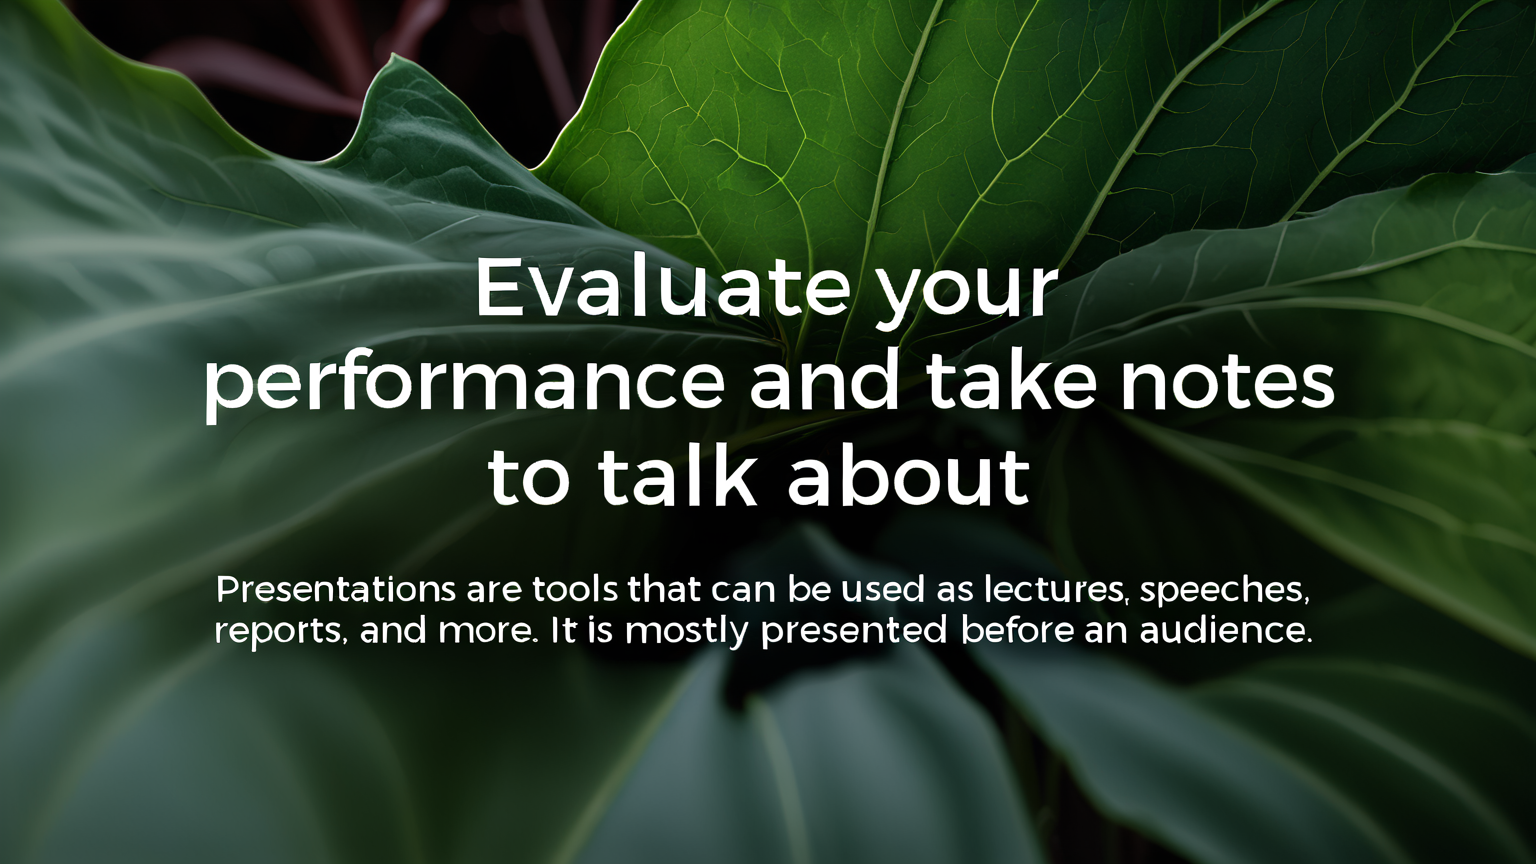 Evaluate your
performance and take notes
to talk about
Presentations are tools that can be used as lectures, speeches,
reports, and more. It is mostly presented before an audience.